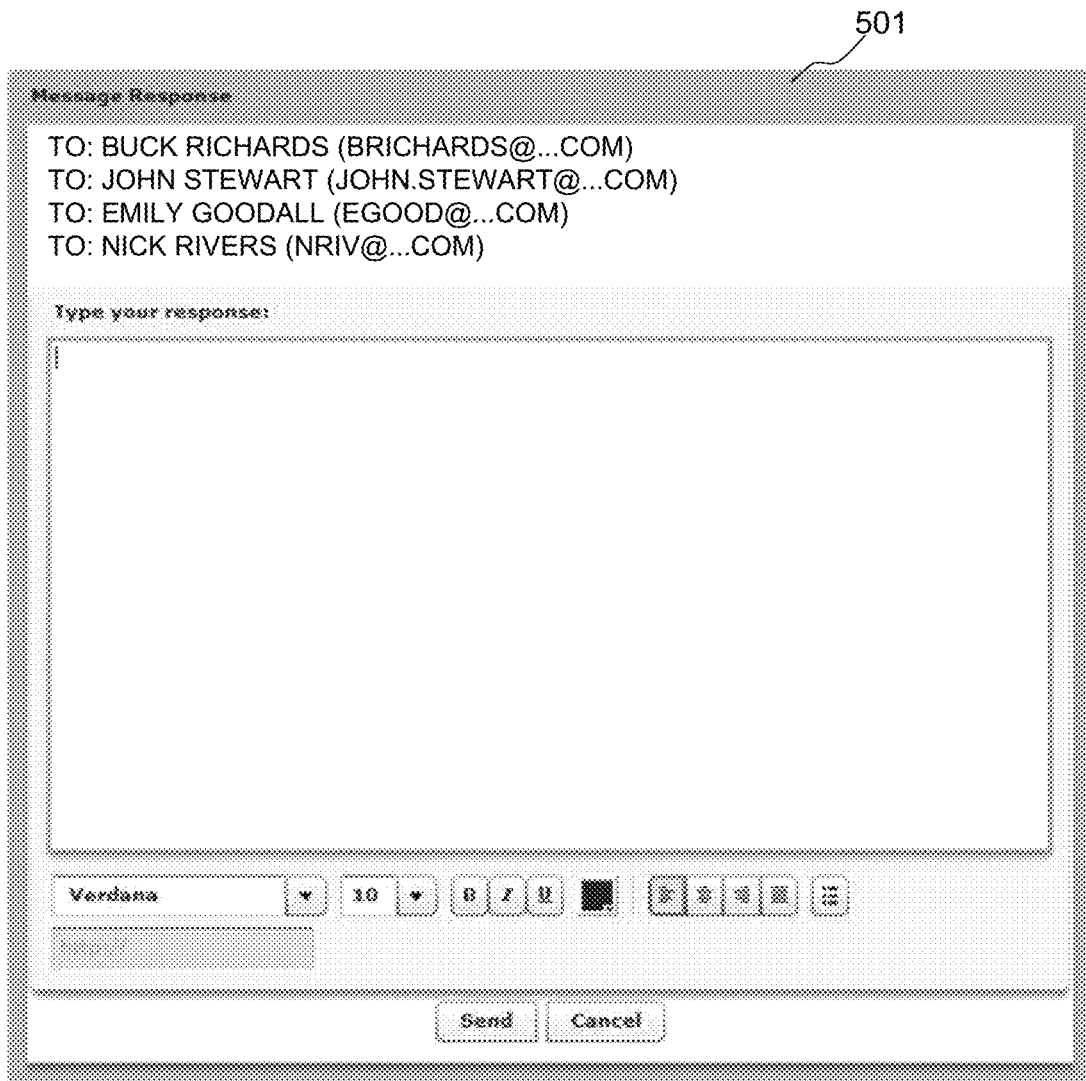 501
Message Response
TO: BUCK RICHARDS (BRICHARDS@...COM)
TO: JOHN STEWART (JOHN.STEWART@...COM)
TO: EMILY GOODALL (EGOOD@...COM)
TO: NICK RIVERS (NRIV@...COM)
Type your response:
Verdana 10 B I U
Send Cancel